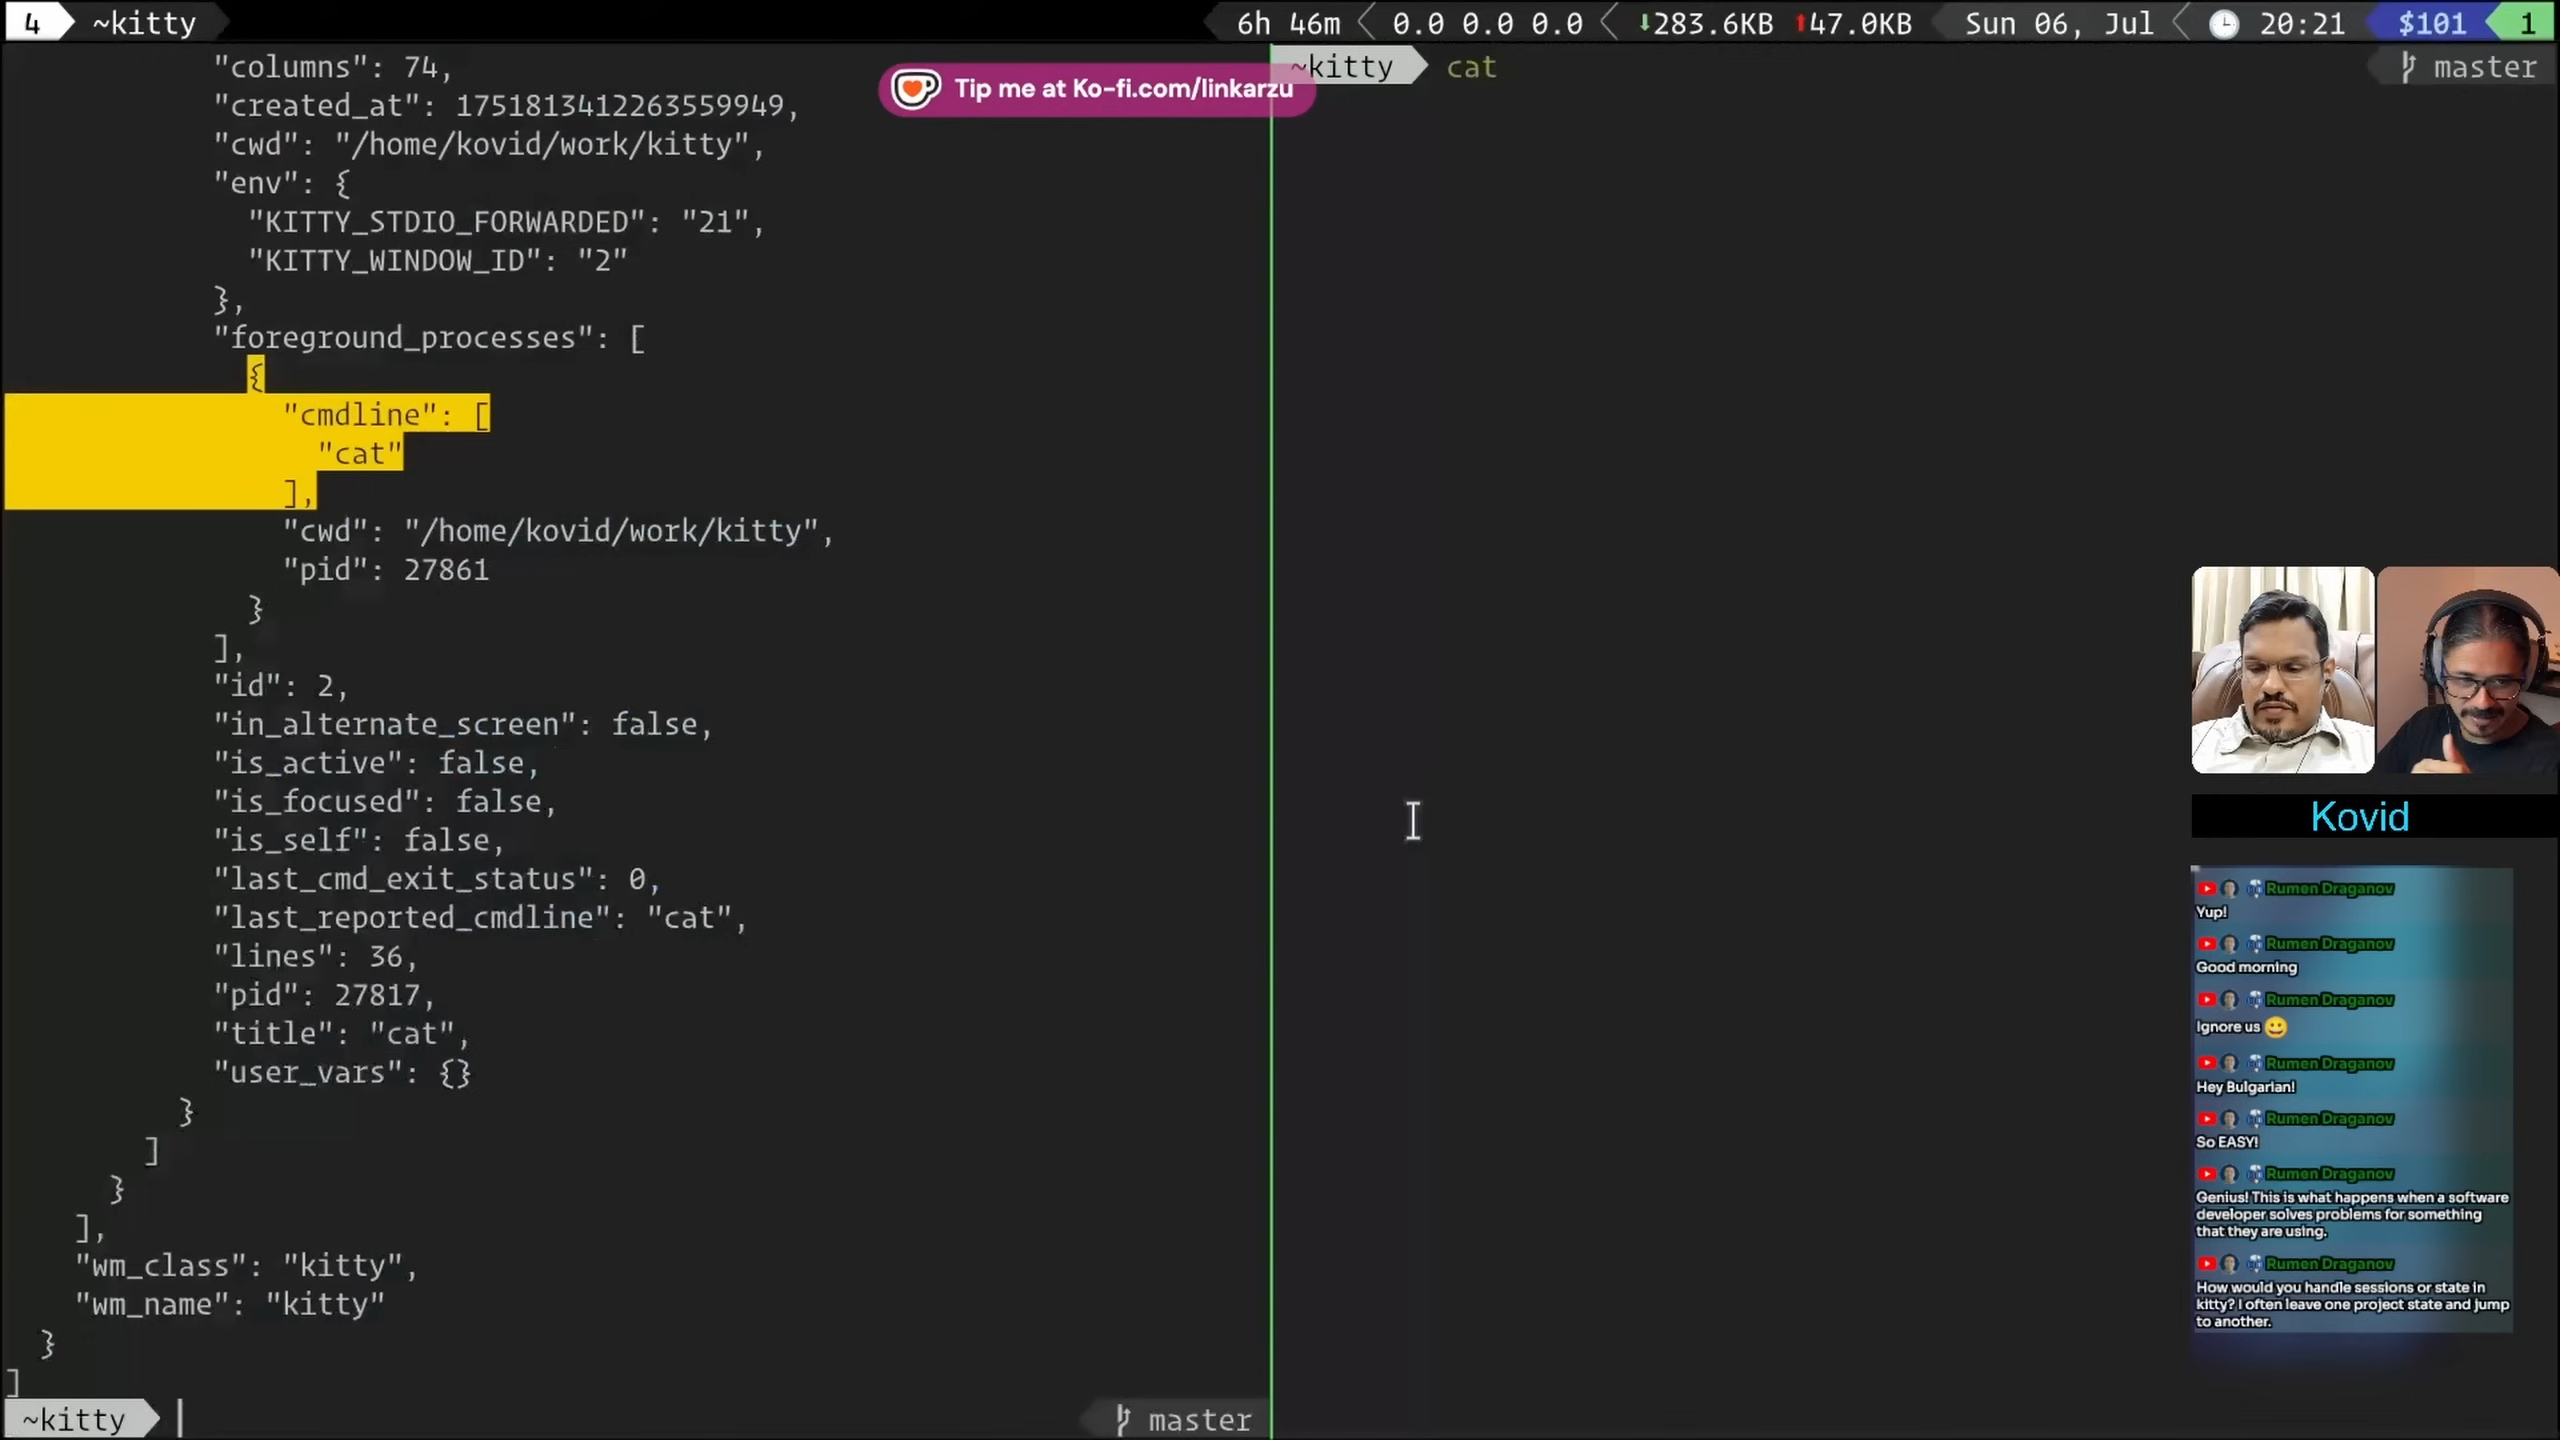 4 ~kitty 6h 46m 0.0 0.0 0.0 ↓283.6KB ↑47.0KB Sun 06, Jul 20:21 $101 1
"columns": 74,
"created_at": 1751813412263559949,
"cwd": "/home/kovid/work/kitty",
"env": {
"KITTY_STDIO_FORWARDED": "21",
"KITTY_WINDOW_ID": "2"
},
"foreground_processes": [
{
"cmdline": [
"cat"
],
"cwd": "/home/kovid/work/kitty",
"pid": 27861
}
],
"id": 2,
"in_alternate_screen": false,
"is_active": false,
"is_focused": false,
"is_self": false,
"last_cmd_exit_status": 0,
"last_reported_cmdline": "cat",
"lines": 36,
"pid": 27817,
"title": "cat",
"user_vars": {}
}
]
}
],
"wm_class": "kitty",
"wm_name": "kitty"
}
]
~kitty master
Tip me at Ko-fi.com/linkarzu
~kitty cat master
Kovid
Rumen Draganov
Yup!
Rumen Draganov
Good morning
Rumen Draganov
Ignore us 😀
Rumen Draganov
Hey Bulgarian!
Rumen Draganov
So EASY!
Rumen Draganov
Genius! This is what happens when a software
developer solves problems for something
that they are using.
Rumen Draganov
How would you handle sessions or state in
kitty? I often leave one project state and jump
to another.